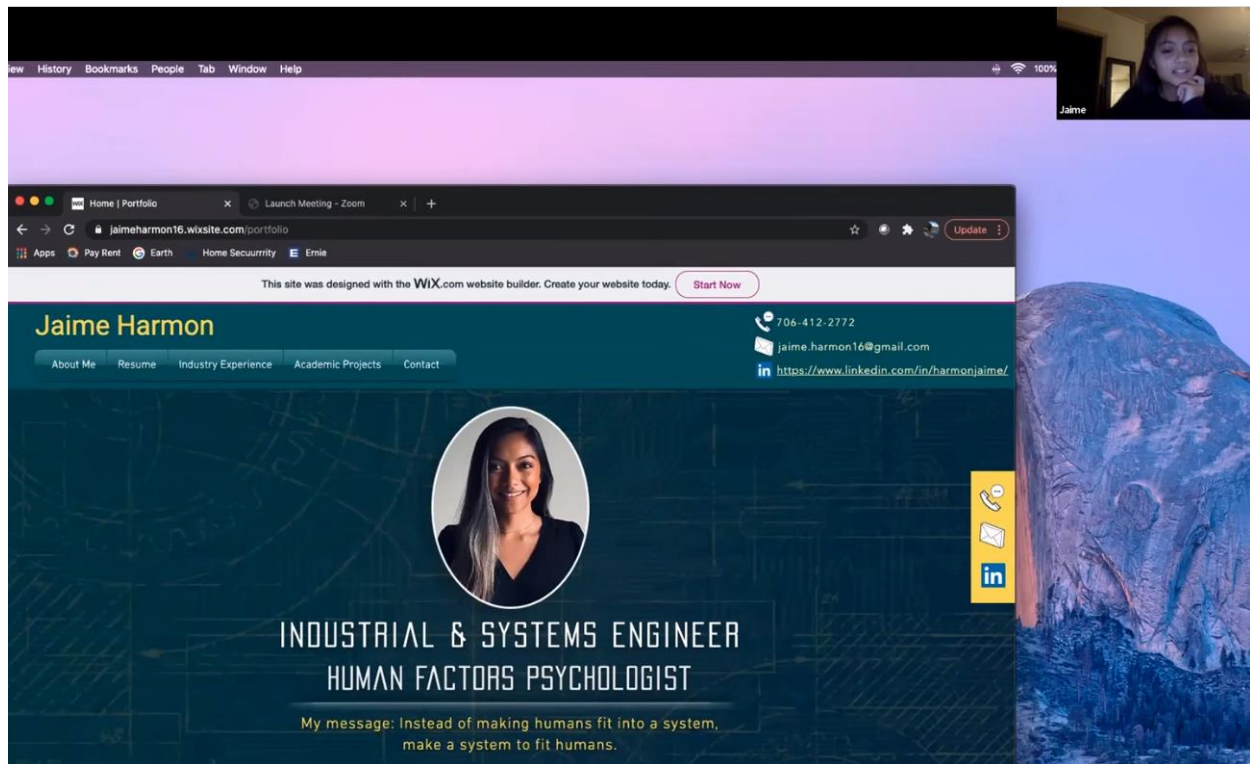 iew History Bookmarks People Tab Window Help
100%
Jaime
Home | Portfolio
Launch Meeting - Zoom
jaimeharmon16.wixsite.com/portfolio
Update
Apps Pay Rent Earth Home Secuurrrity Ernie
This site was designed with the WiX.com website builder. Create your website today. Start Now
Jaime Harmon
706-412-2772
jaime.harmon16@gmail.com
https://www.linkedin.com/in/harmonjaime/
About Me Resume Industry Experience Academic Projects Contact
in
in
INDUSTRIAL & SYSTEMS ENGINEER
HUMAN FACTORS PSYCHOLOGIST
My message: Instead of making humans fit into a system,
make a system to fit humans.